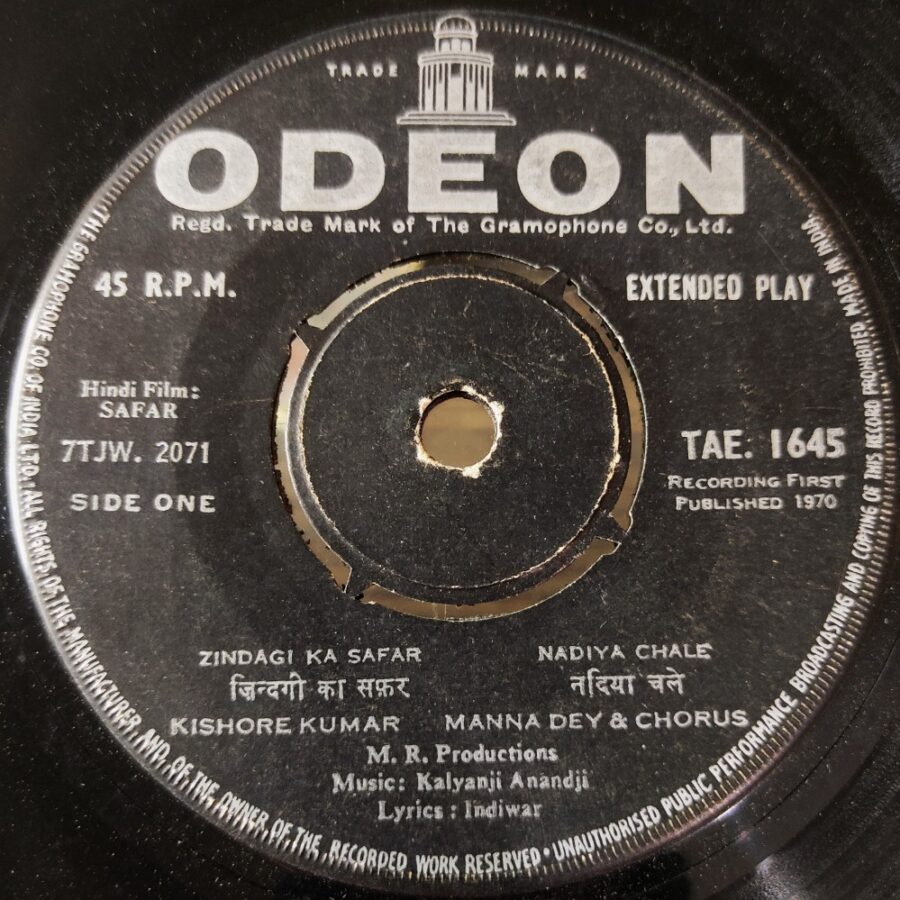 TRADE MARK
ODEON
Regd. Trade Mark of The Gramophone Co., Ltd.
45 R.P.M. EXTENDED PLAY
Hindi Film:
SAFAR
7TJW. 2071
SIDE ONE
TAE. 1645
RECORDING FIRST
PUBLISHED 1970
ZINDAGI KA SAFAR
ज़िन्दगी का सफ़र
KISHORE KUMAR
NADIYA CHALE
नदिया चले
MANNA DEY & CHORUS
M. R. Productions
Music: Kalyanji Anandji
Lyrics : Indiwar
THE GRAMOPHONE CO. OF INDIA LTD. ALL RIGHTS OF THE MANUFACTURER, AND, OF THE OWNER, OF THE, RECORDED WORK RESERVED • UNAUTHORISED PUBLIC PERFORMANCE BROADCASTING AND COPYING OF THIS RECORD PROHIBITED. MADE IN INDIA.